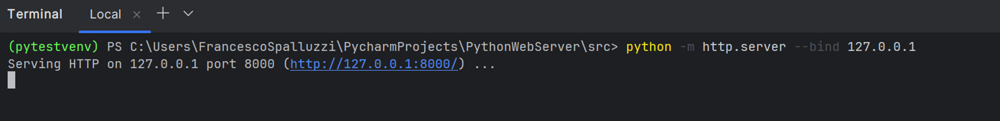 Terminal Local × + ⌄
(pytestvenv) PS C:\Users\FrancescoSpalluzzi\PycharmProjects\PythonWebServer\src> python -m http.server --bind 127.0.0.1
Serving HTTP on 127.0.0.1 port 8000 (http://127.0.0.1:8000/) ...